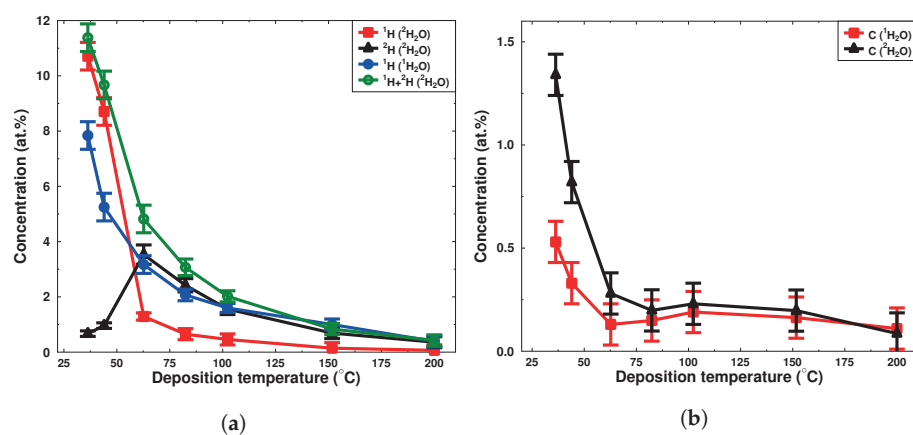 12
10
8
6
4
2
0
Concentration (at.%)
25 50 75 100 125 150 175 200
Deposition temperature (°C)
¹H (²H₂O)
²H (²H₂O)
¹H (¹H₂O)
¹H+²H (²H₂O)
(a)
1.5
1.0
0.5
0.0
Concentration (at.%)
25 50 75 100 125 150 175 200
Deposition temperature (°C)
C (¹H₂O)
C (²H₂O)
(b)